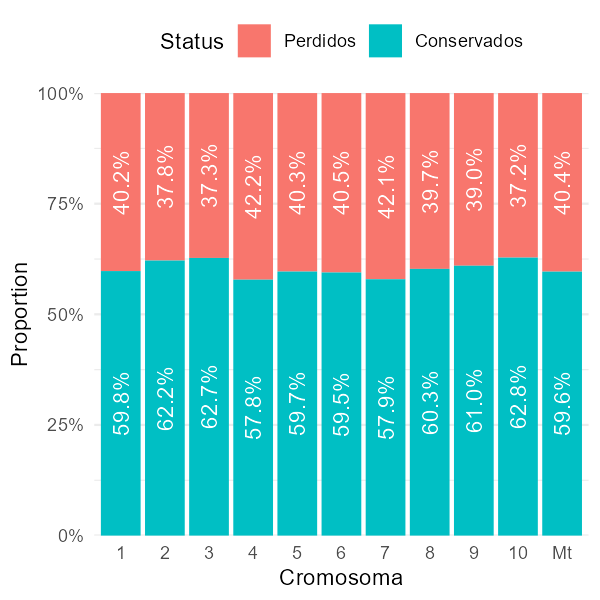 Status Perdidos Conservados
100%
75%
50%
25%
0%
Proportion
40.2% 37.8% 37.3% 42.2% 40.3% 40.5% 42.1% 39.7% 39.0% 37.2% 40.4%
59.8% 62.2% 62.7% 57.8% 59.7% 59.5% 57.9% 60.3% 61.0% 62.8% 59.6%
1 2 3 4 5 6 7 8 9 10 Mt
Cromosoma